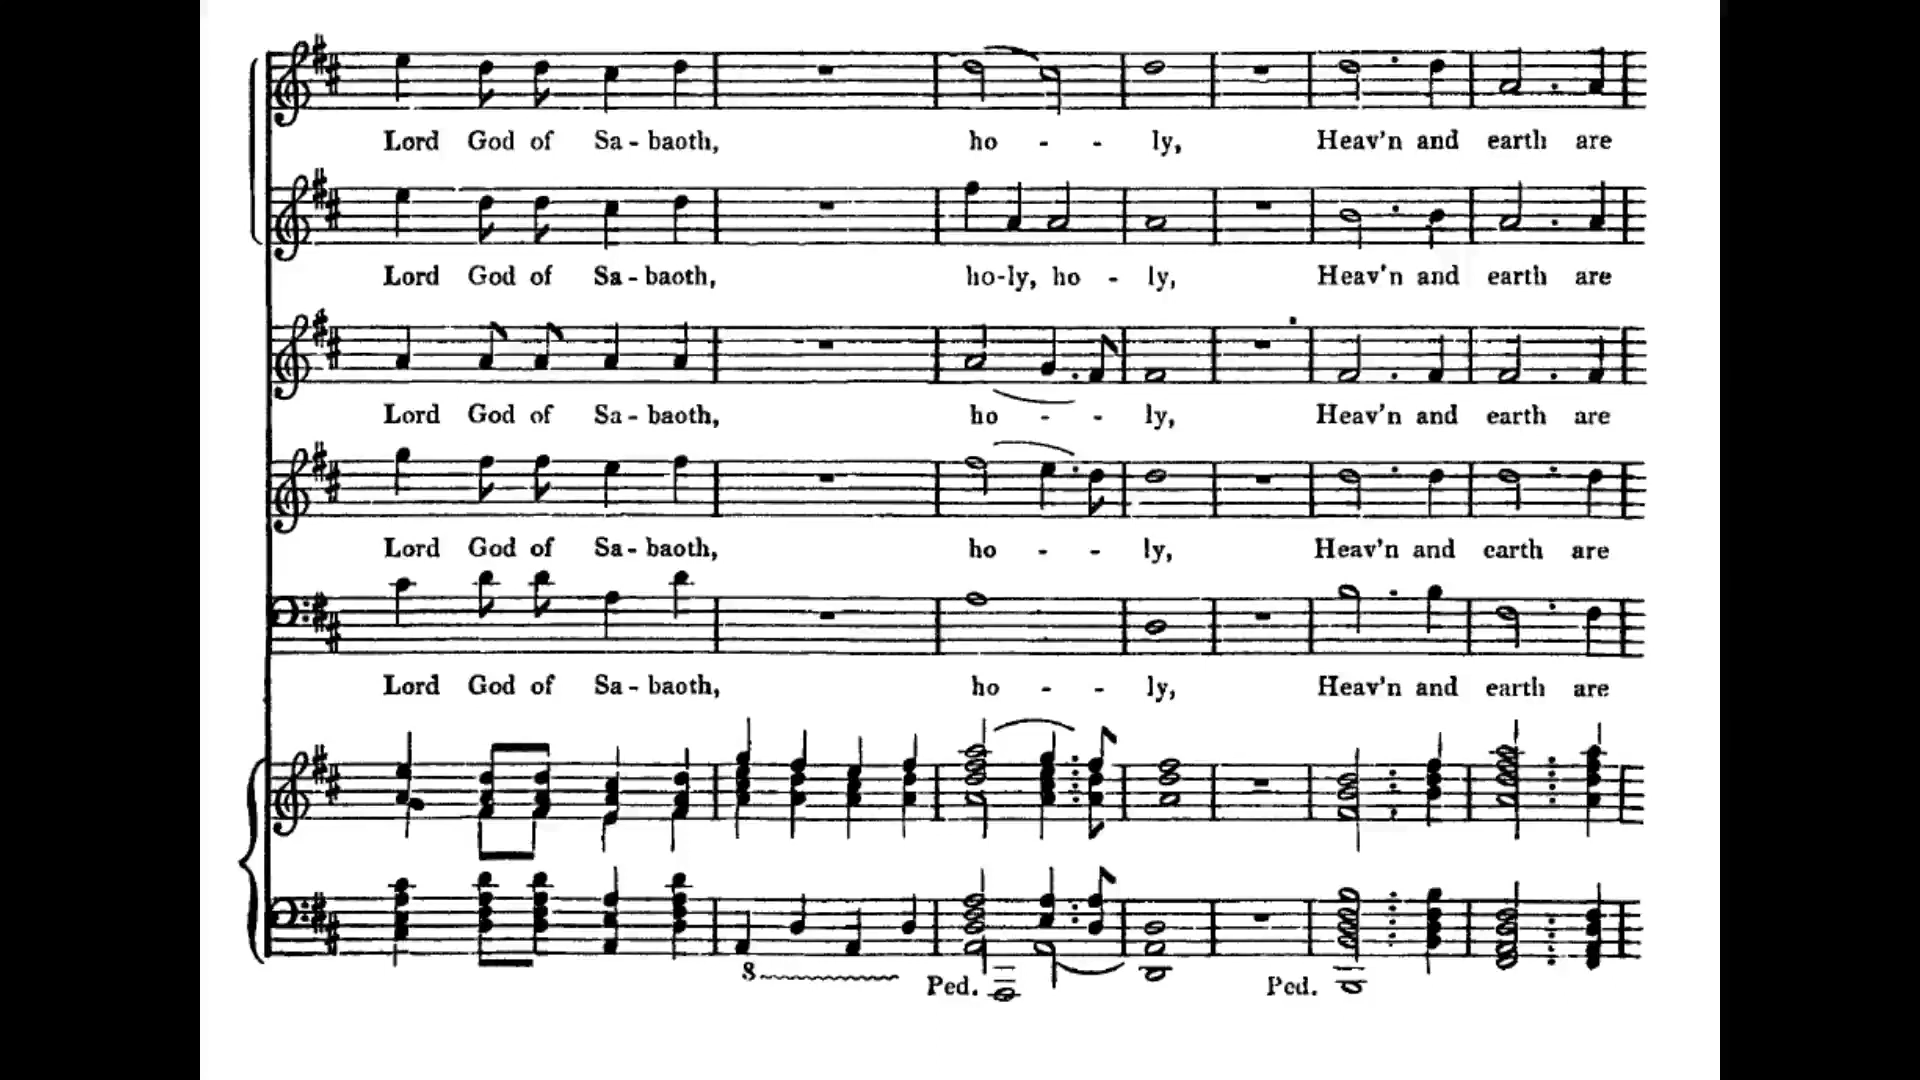 Lord God of Sa - baoth, ho - - ly, Heav'n and earth are
Lord God of Sa - baoth, ho - ly, ho - ly, Heav'n and earth are
Lord God of Sa - baoth, ho - - ly, Heav'n and earth are
Lord God of Sa - baoth, ho - - ly, Heav'n and earth are
Lord God of Sa - baoth, ho - - ly, Heav'n and earth are
8 Ped. Ped.